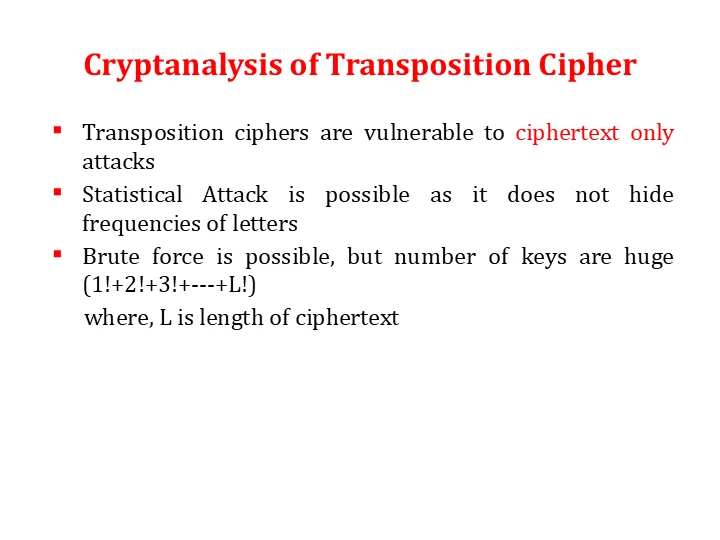 Cryptanalysis of Transposition Cipher
▪ Transposition ciphers are vulnerable to ciphertext only
attacks
▪ Statistical Attack is possible as it does not hide
frequencies of letters
▪ Brute force is possible, but number of keys are huge
(1!+2!+3!+---+L!)
where, L is length of ciphertext